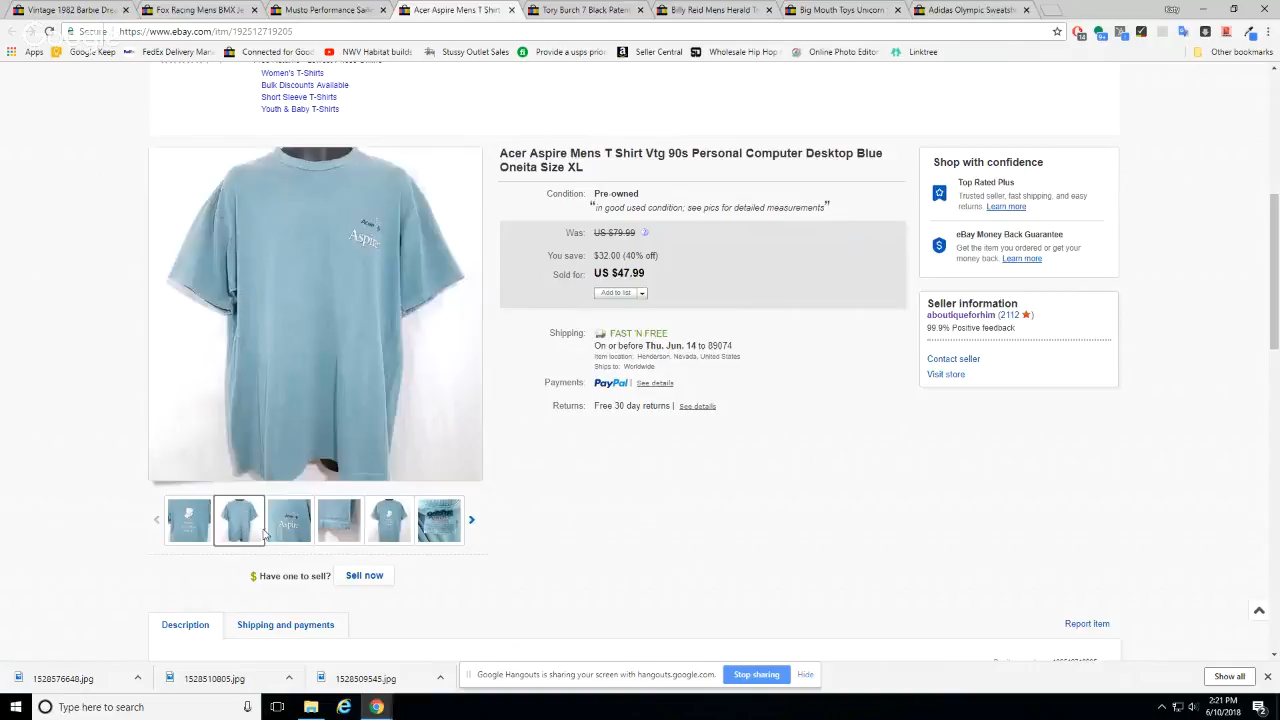 Vintage 1982 Barbie Dre
Fox Racing Mens BMX Je
Musto Performance Sail
Acer Aspire Mens T Shirt
Tory Burch T2 Black Patent
Billy Reid Mens Herald T
Big Mouth Inc Unicorn
Adidas Olympic Sweatsh
Secure
https://www.ebay.com/itm/192512719205
Apps
Google Keep
FedEx Delivery Man
Connected for Good
NWV Habitat
Stussy Outlet Sales
Provide a usps pric
Seller Central
Wholesale Hip Hop
Online Photo Editor
Linktree
Other bookmarks
Women's T-Shirts
Bulk Discounts Available
Short Sleeve T-Shirts
Youth & Baby T-Shirts
Acer Aspire Mens T Shirt Vtg 90s Personal Computer Desktop Blue
Oneita Size XL
Condition: Pre-owned
"in good used condition; see pics for detailed measurements"
Was: US $79.99
You save: $32.00 (40% off)
Sold for: US $47.99
Add to list
Shipping: FAST 'N FREE
On or before Thu. Jun. 14 to 89074
Item location: Henderson, Nevada, United States
Ships to: Worldwide
Payments: PayPal | See details
Returns: Free 30 day returns | See details
Shop with confidence
Top Rated Plus
Trusted seller, fast shipping, and easy
returns. Learn more
eBay Money Back Guarantee
Get the item you ordered or get your
money back. Learn more
Seller information
aboutiqueforhim (2112)
99.9% Positive feedback
Contact seller
Visit store
Acer
Aspire
Aspire
$ Have one to sell? Sell now
Description
Shipping and payments
Report item
1528570648.jpg
1528510805.jpg
1528509545.jpg
Google Hangouts is sharing your screen with hangouts.google.com.
Stop sharing
Hide
Show all
Type here to search
2:21 PM
6/10/2018